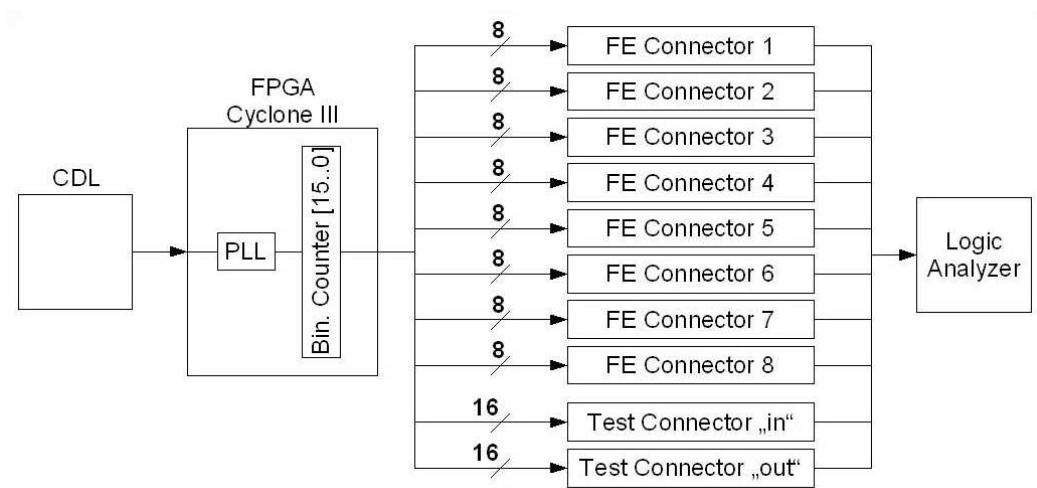 CDL
FPGA
Cyclone III
PLL
Bin. Counter [15..0]
8
FE Connector 1
8
FE Connector 2
8
FE Connector 3
8
FE Connector 4
8
FE Connector 5
8
FE Connector 6
8
FE Connector 7
8
FE Connector 8
16
Test Connector „in“
16
Test Connector „out“
Logic
Analyzer